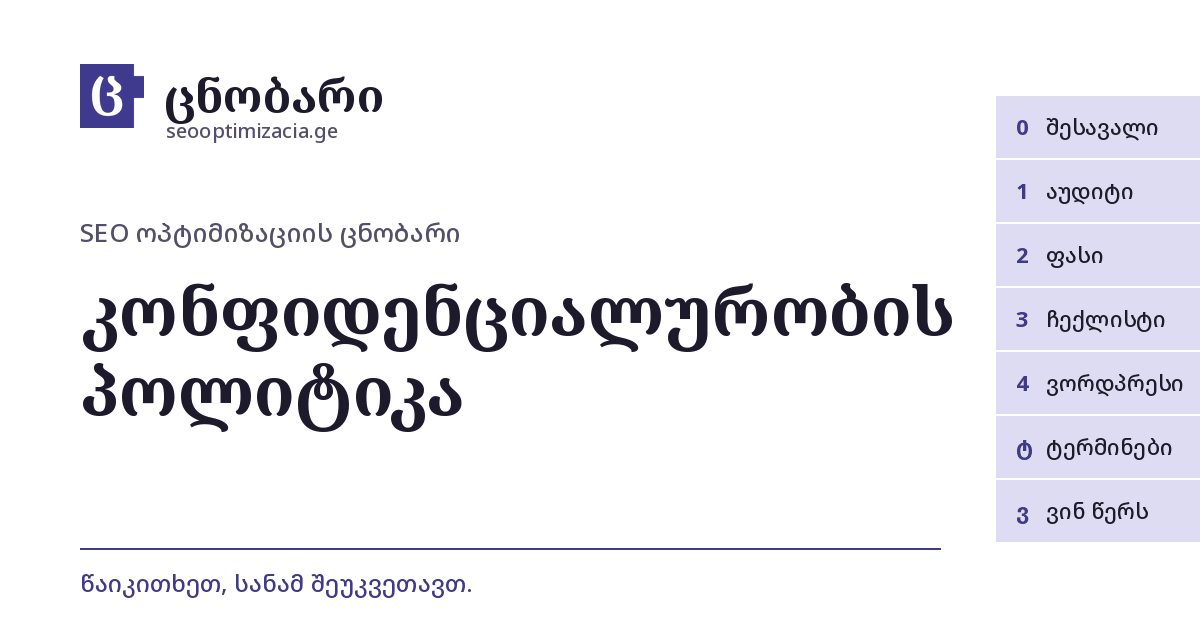 ც ცნობარი
seooptimizacia.ge
SEO ოპტიმიზაციის ცნობარი
კონფიდენციალურობის
პოლიტიკა
წაიკითხეთ, სანამ შეუკვეთავთ.
0 შესავალი
1 აუდიტი
2 ფასი
3 ჩექლისტი
4 ვორდპრესი
ტ ტერმინები
ვ ვინ წერს